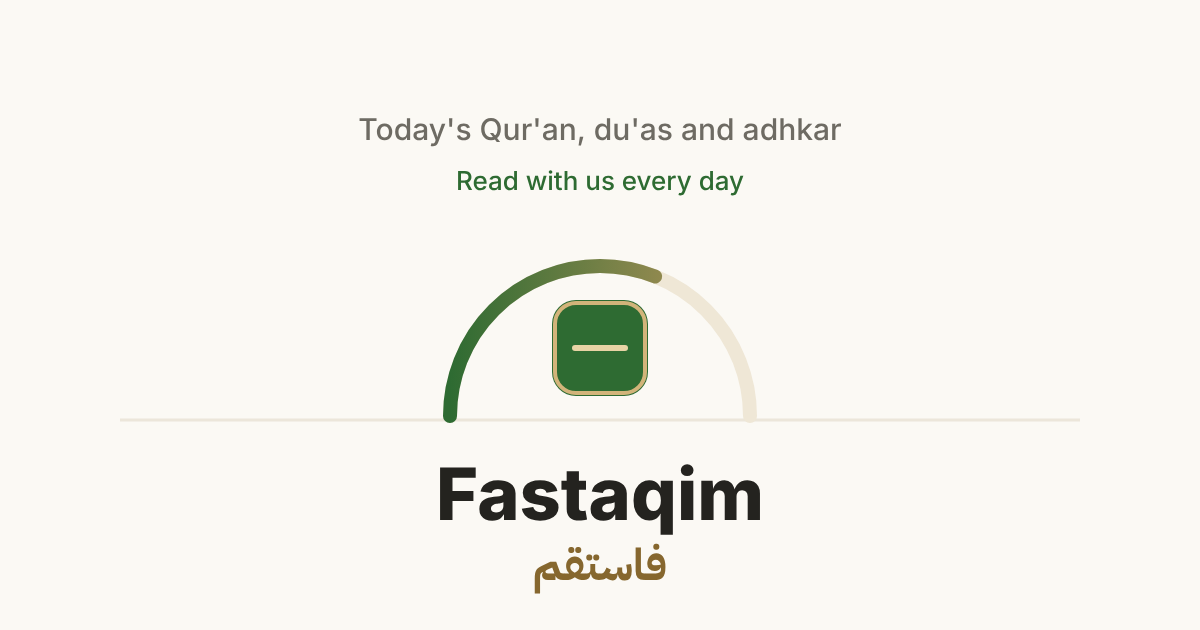 Today's Qur'an, du'as and adhkar
Read with us every day
Fastaqim
فاستقم